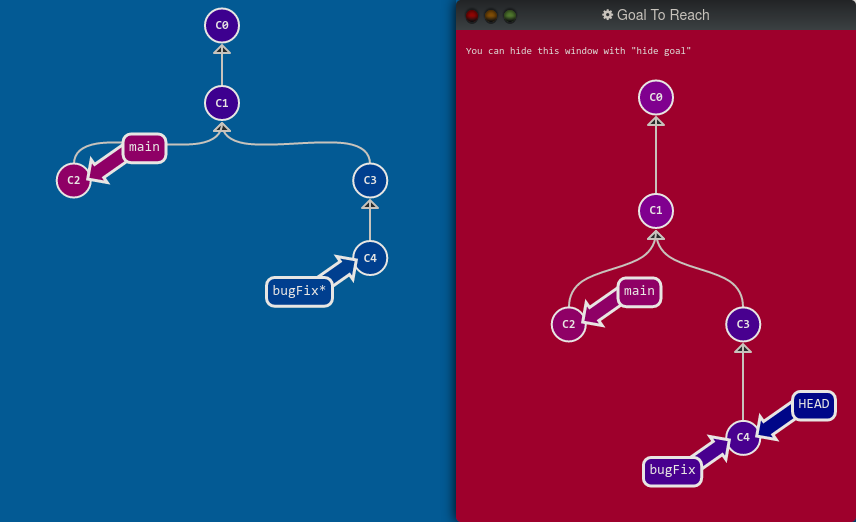 C0
C1
main
C2
C3
C4
bugFix*
Goal To Reach
You can hide this window with "hide goal"
C0
C1
main
C2
C3
HEAD
C4
bugFix